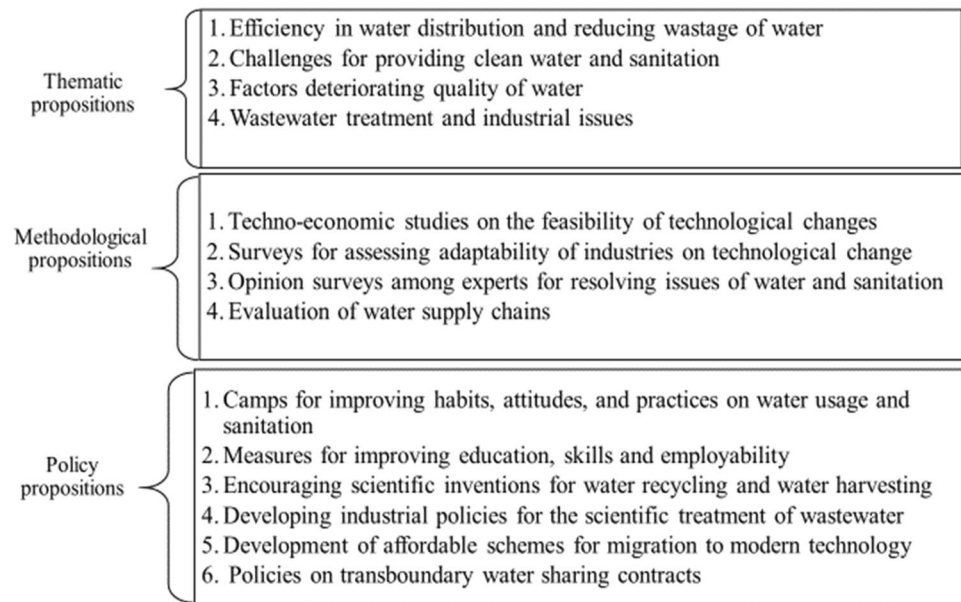 Thematic
propositions
1. Efficiency in water distribution and reducing wastage of water
2. Challenges for providing clean water and sanitation
3. Factors deteriorating quality of water
4. Wastewater treatment and industrial issues
Methodological
propositions
1. Techno-economic studies on the feasibility of technological changes
2. Surveys for assessing adaptability of industries on technological change
3. Opinion surveys among experts for resolving issues of water and sanitation
4. Evaluation of water supply chains
Policy
propositions
1. Camps for improving habits, attitudes, and practices on water usage and
sanitation
2. Measures for improving education, skills and employability
3. Encouraging scientific inventions for water recycling and water harvesting
4. Developing industrial policies for the scientific treatment of wastewater
5. Development of affordable schemes for migration to modern technology
6. Policies on transboundary water sharing contracts